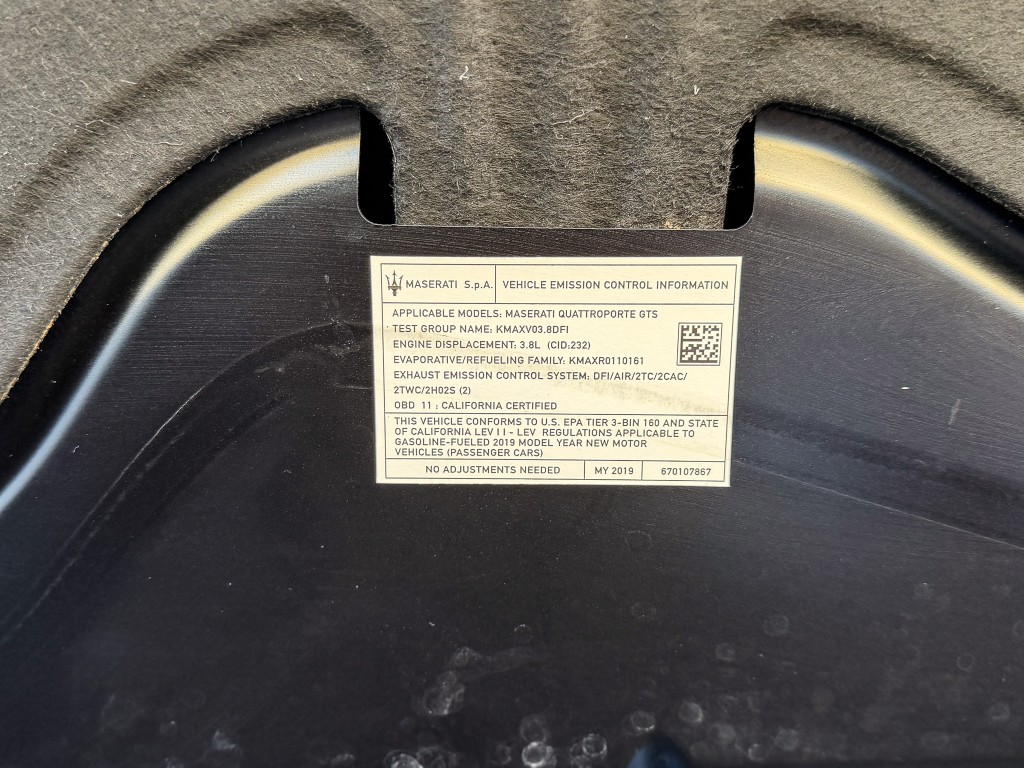 MASERATI S.p.A. VEHICLE EMISSION CONTROL INFORMATION
APPLICABLE MODELS: MASERATI QUATTROPORTE GTS
TEST GROUP NAME: KMAXV03.8DFI
ENGINE DISPLACEMENT: 3.8L (CID:232)
EVAPORATIVE/REFUELING FAMILY: KMAXR0110161
EXHAUST EMISSION CONTROL SYSTEM: DFI/AIR/2TC/2CAC/
2TWC/2HO2S (2)
OBD 11 : CALIFORNIA CERTIFIED
THIS VEHICLE CONFORMS TO U.S. EPA TIER 3-BIN 160 AND STATE
OF CALIFORNIA LEV II - LEV REGULATIONS APPLICABLE TO
GASOLINE-FUELED 2019 MODEL YEAR NEW MOTOR
VEHICLES (PASSENGER CARS)
NO ADJUSTMENTS NEEDED MY 2019 670107867